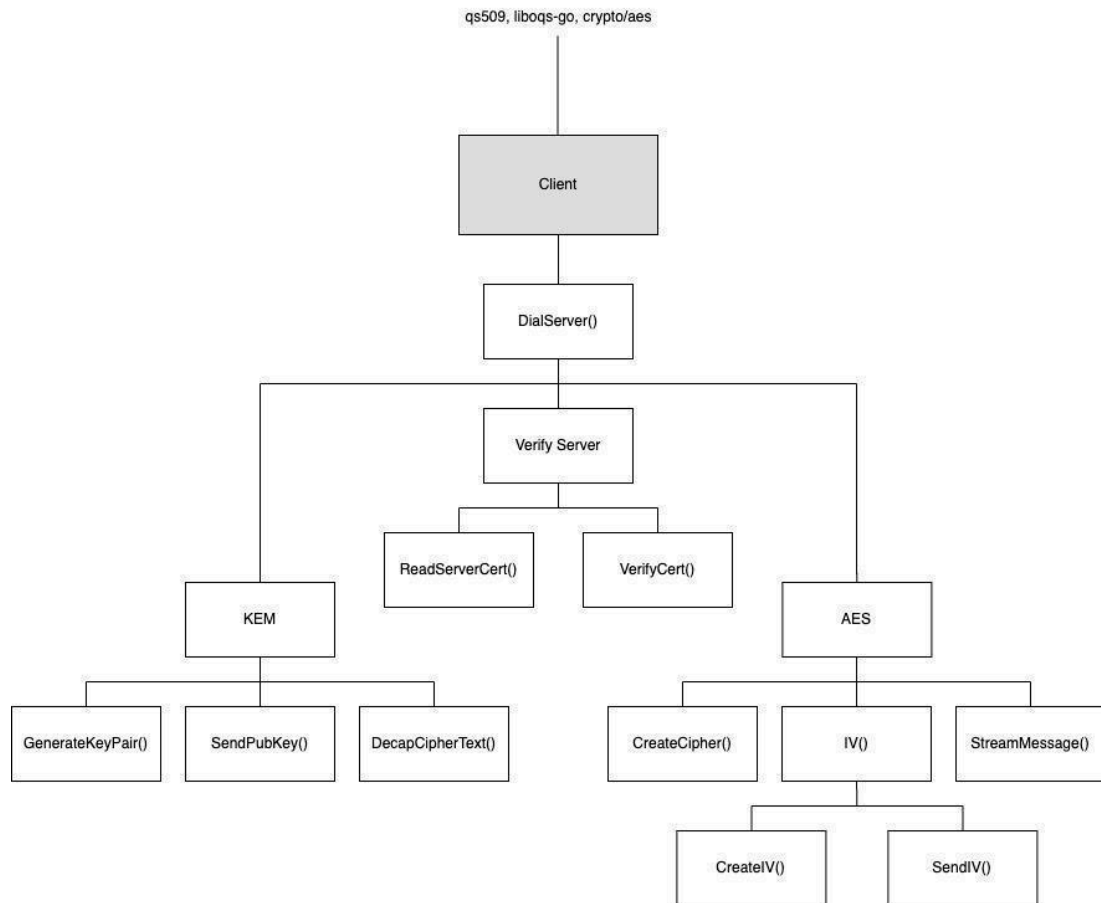 qs509, liboqs-go, crypto/aes
Client
DialServer()
Verify Server
ReadServerCert()
VerifyCert()
KEM
AES
GenerateKeyPair()
SendPubKey()
DecapCipherText()
CreateCipher()
IV()
StreamMessage()
CreateIV()
SendIV()